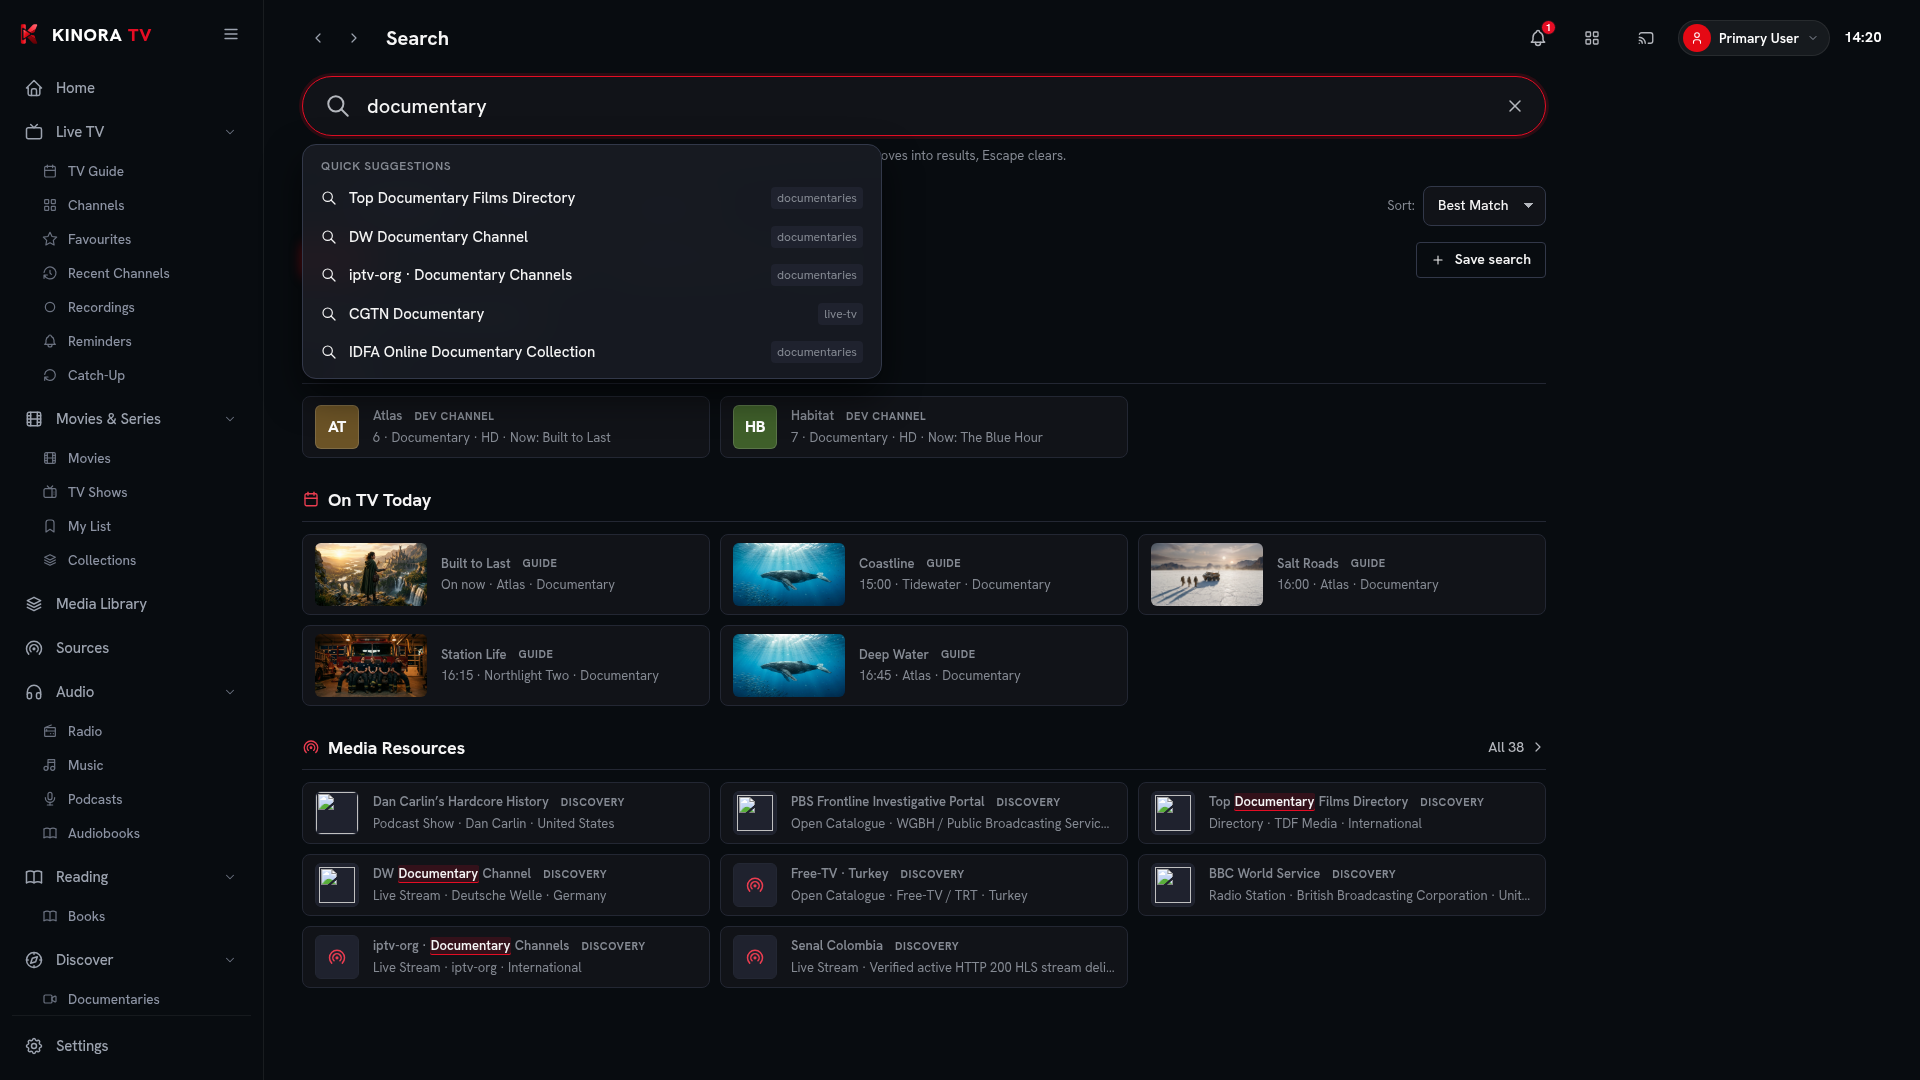 KINORA TV
Search
1
Primary User
14:20
Home
Live TV
TV Guide
Channels
Favourites
Recent Channels
Recordings
Reminders
Catch-Up
Movies & Series
Movies
TV Shows
My List
Collections
Media Library
Sources
Audio
Radio
Music
Podcasts
Audiobooks
Reading
Books
Discover
Documentaries
Settings
documentary
into results, Escape clears.
QUICK SUGGESTIONS
Top Documentary Films Directory documentaries
DW Documentary Channel documentaries
iptv-org · Documentary Channels documentaries
CGTN Documentary live-tv
IDFA Online Documentary Collection documentaries
Sort: Best Match
Save search
AT
Atlas DEV CHANNEL
6 · Documentary · HD · Now: Built to Last
HB
Habitat DEV CHANNEL
7 · Documentary · HD · Now: The Blue Hour
On TV Today
Built to Last GUIDE
On now · Atlas · Documentary
Coastline GUIDE
15:00 · Tidewater · Documentary
Salt Roads GUIDE
16:00 · Atlas · Documentary
Station Life GUIDE
16:15 · Northlight Two · Documentary
Deep Water GUIDE
16:45 · Atlas · Documentary
Media Resources
All 38
Dan Carlin’s Hardcore History DISCOVERY
Podcast Show · Dan Carlin · United States
PBS Frontline Investigative Portal DISCOVERY
Open Catalogue · WGBH / Public Broadcasting Servic...
Top Documentary Films Directory DISCOVERY
Directory · TDF Media · International
DW Documentary Channel DISCOVERY
Live Stream · Deutsche Welle · Germany
Free-TV · Turkey DISCOVERY
Open Catalogue · Free-TV / TRT · Turkey
BBC World Service DISCOVERY
Radio Station · British Broadcasting Corporation · Unit...
iptv-org · Documentary Channels DISCOVERY
Live Stream · iptv-org · International
Senal Colombia DISCOVERY
Live Stream · Verified active HTTP 200 HLS stream deli...